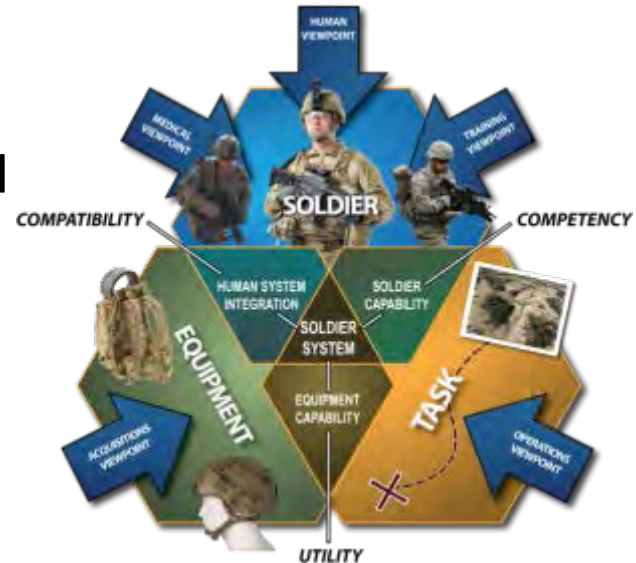 HUMAN
VIEWPOINT
MEDICAL
VIEWPOINT
TRAINING
VIEWPOINT
SOLDIER
COMPATIBILITY
COMPETENCY
HUMAN SYSTEM
INTEGRATION
SOLDIER
CAPABILITY
SOLDIER
SYSTEM
EQUIPMENT
TASK
EQUIPMENT
CAPABILITY
ACQUISITIONS
VIEWPOINT
OPERATIONS
VIEWPOINT
UTILITY